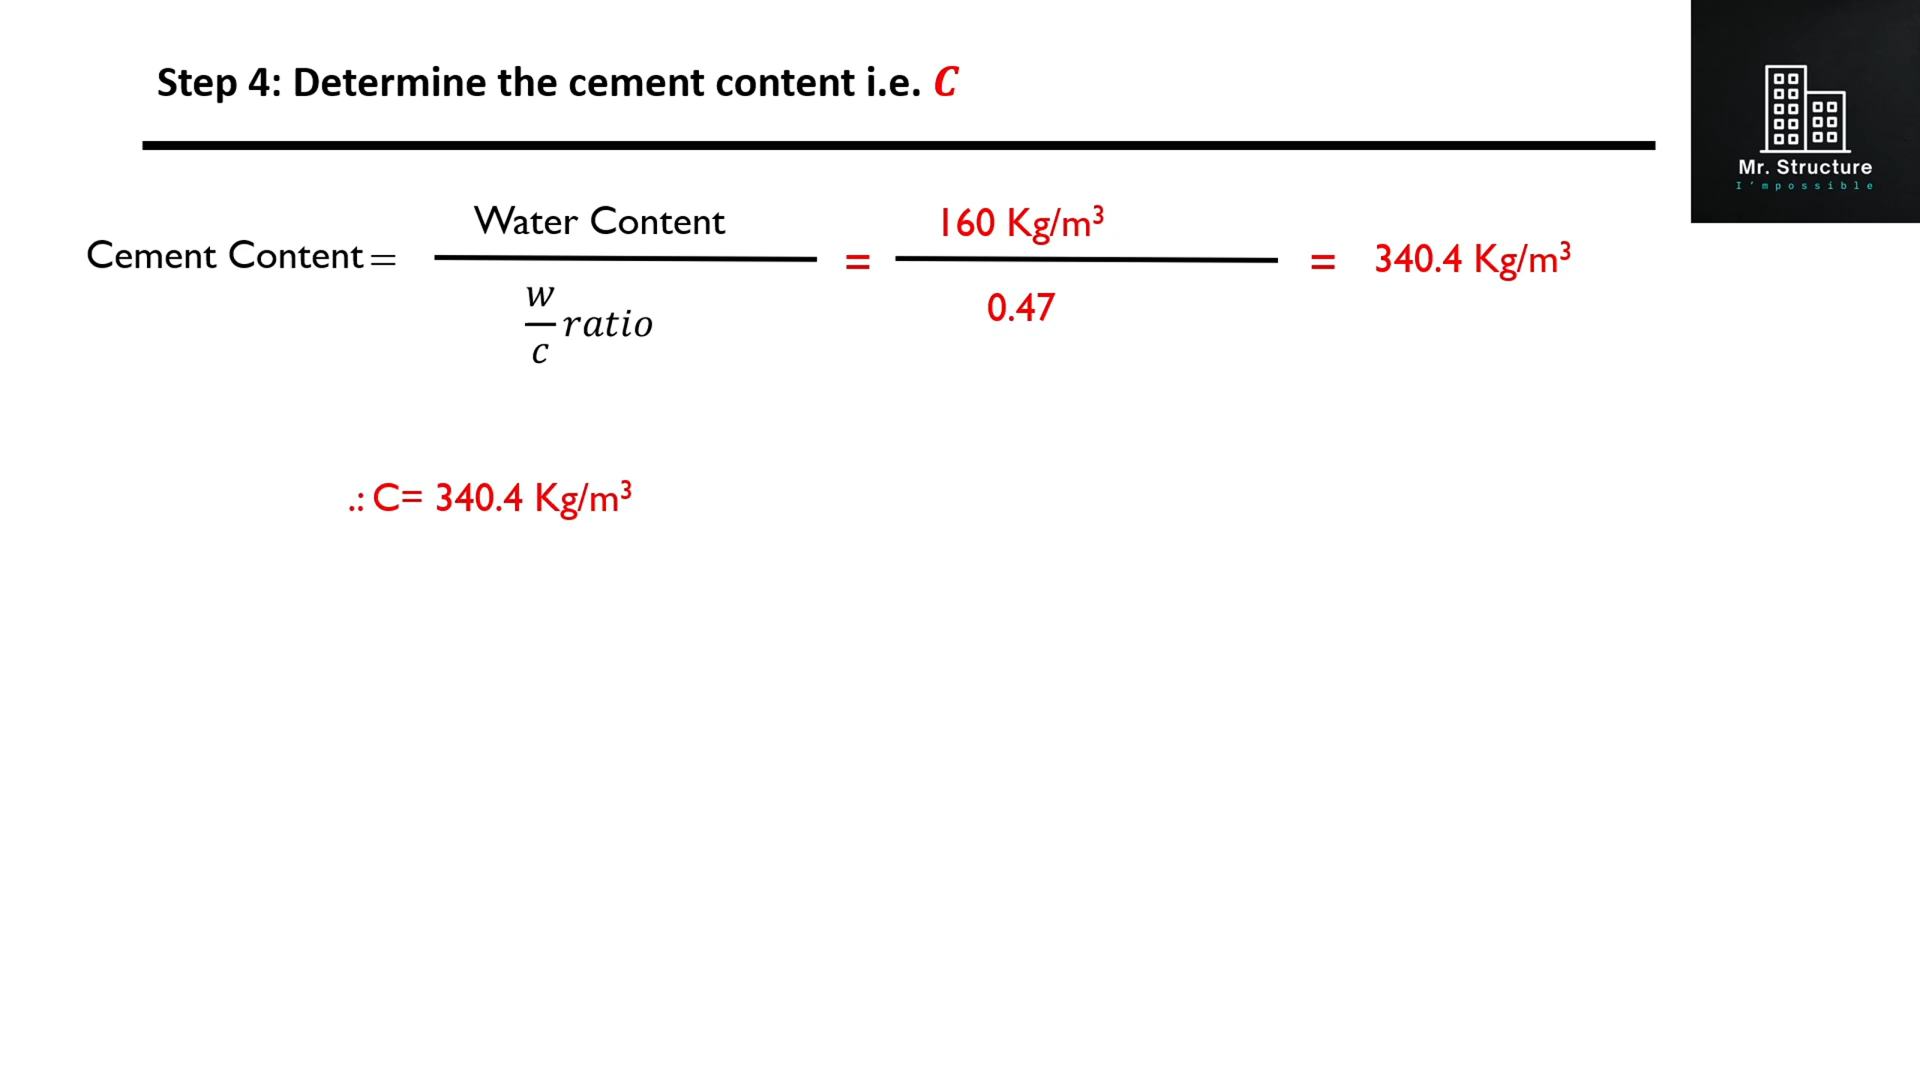 Step 4: Determine the cement content i.e. C
Mr. Structure
I'mpossible
Cement Content = Water Content / w/c ratio = 160 Kg/m³ / 0.47 = 340.4 Kg/m³
.: C= 340.4 Kg/m³